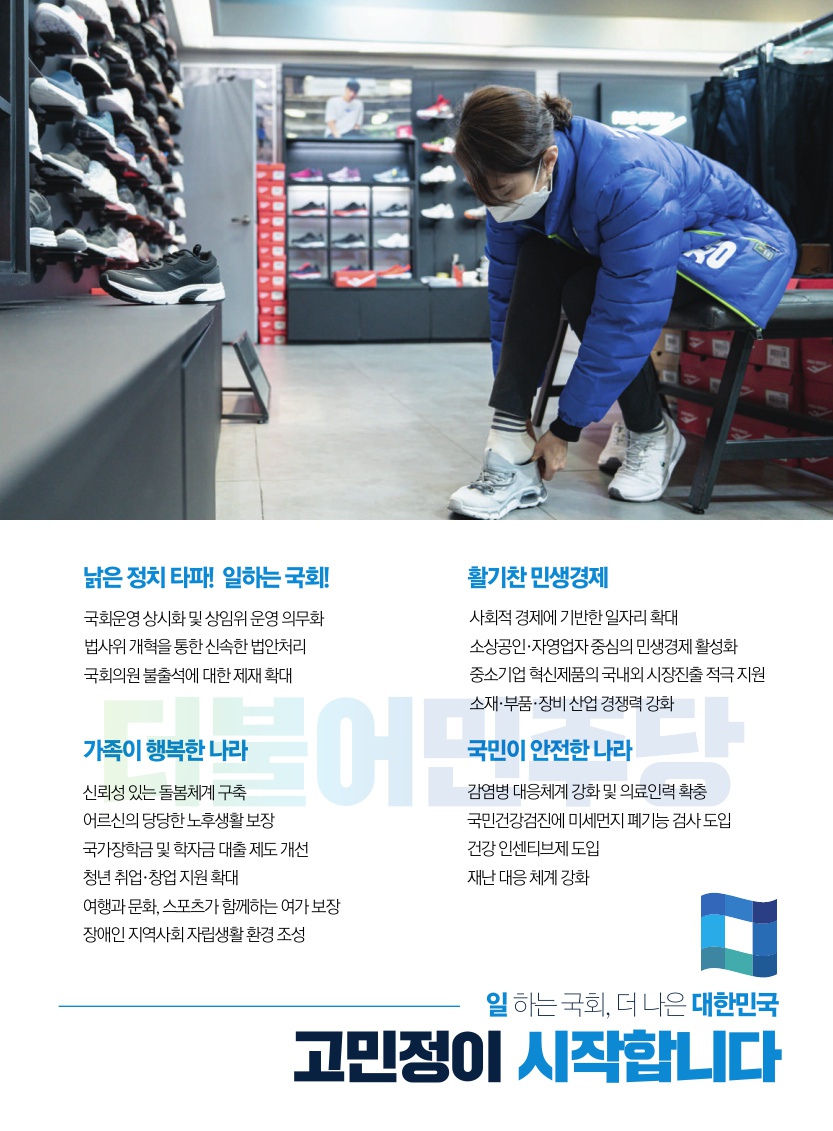 낡은 정치 타파! 일하는 국회!
국회운영 상시화 및 상임위 운영 의무화
법사위 개혁을 통한 신속한 법안처리
국회의원 불출석에 대한 제재 확대
활기찬 민생경제
사회적 경제에 기반한 일자리 확대
소상공인·자영업자 중심의 민생경제 활성화
중소기업 혁신제품의 국내외 시장진출 적극 지원
소재·부품·장비 산업 경쟁력 강화
더불어민주당
가족이 행복한 나라
신뢰성 있는 돌봄체계 구축
어르신의 당당한 노후생활 보장
국가장학금 및 학자금 대출 제도 개선
청년 취업·창업 지원 확대
여행과 문화, 스포츠가 함께하는 여가 보장
장애인 지역사회 자립생활 환경 조성
국민이 안전한 나라
감염병 대응체계 강화 및 의료인력 확충
국민건강검진에 미세먼지 폐기능 검사 도입
건강 인센티브제 도입
재난 대응 체계 강화
일 하는 국회, 더 나은 대한민국
고민정이 시작합니다